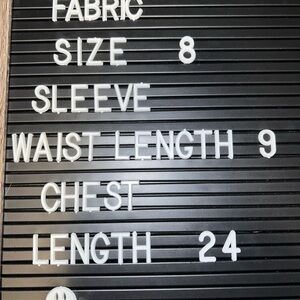 FABRIC
SIZE 8
SLEEVE
WAIST LENGTH 9
CHEST
LENGTH 24